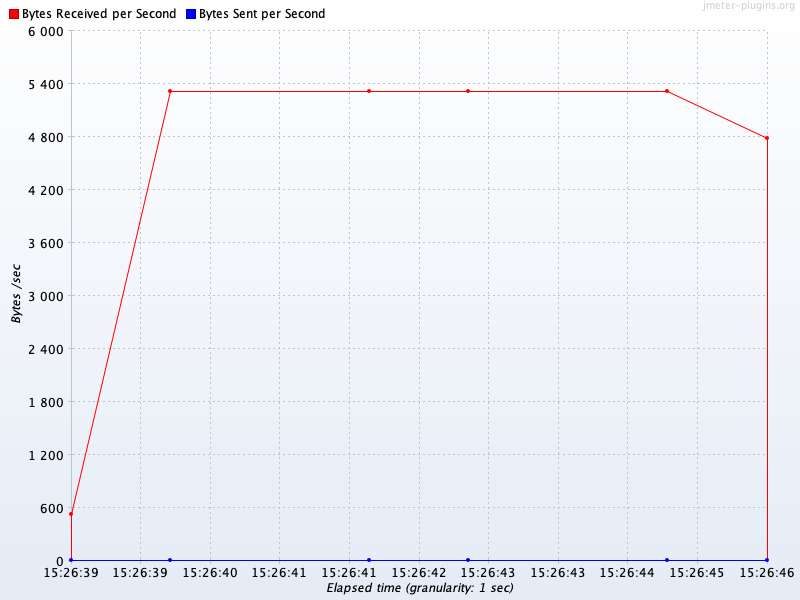 jmeter-plugins.org
Bytes Received per Second Bytes Sent per Second
6 000
5 400
4 800
4 200
3 600
3 000
2 400
1 800
1 200
600
0
Bytes /sec
15:26:39 15:26:39 15:26:40 15:26:41 15:26:41 15:26:42 15:26:43 15:26:43 15:26:44 15:26:45 15:26:46
Elapsed time (granularity: 1 sec)